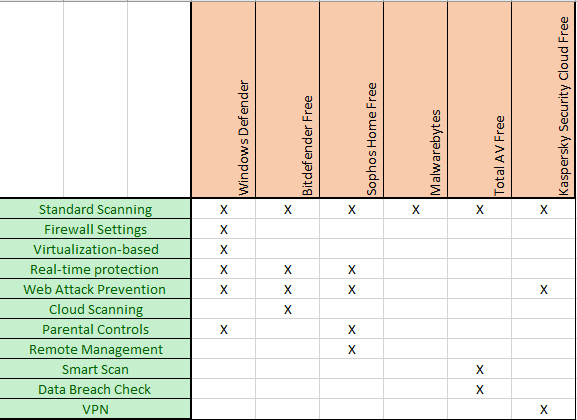 Windows Defender
Bitdefender Free
Sophos Home Free
Malwarebytes
Total AV Free
Kaspersky Security Cloud Free
Standard Scanning X X X X X X
Firewall Settings X
Virtualization-based X
Real-time protection X X X
Web Attack Prevention X X X X
Cloud Scanning X
Parental Controls X X
Remote Management X
Smart Scan X
Data Breach Check X
VPN X